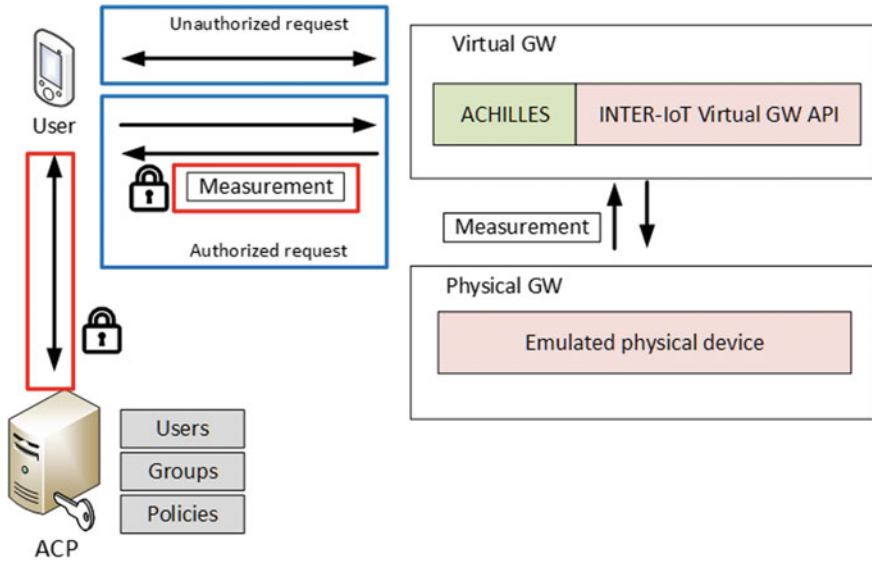 Unauthorized request
User
Measurement
Authorized request
Virtual GW
ACHILLES
INTER-IoT Virtual GW API
Measurement
Physical GW
Emulated physical device
Users
Groups
Policies
ACP